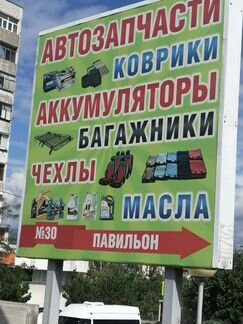 АВТОЗАПЧАСТИ
КОВРИКИ
АККУМУЛЯТОРЫ
БАГАЖНИКИ
ЧЕХЛЫ
МАСЛА
№30 ПАВИЛЬОН